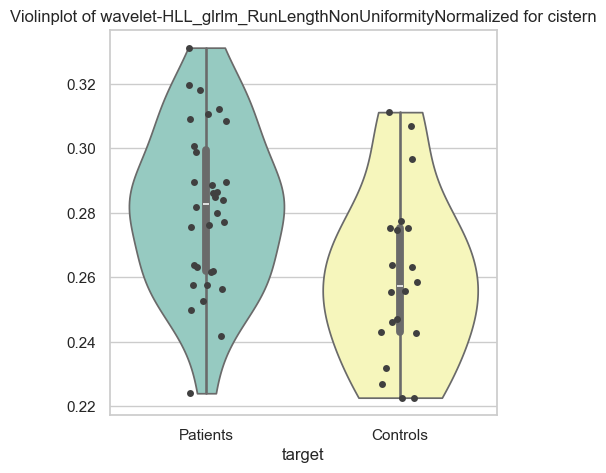 Violinplot of wavelet-HLL_glrlm_RunLengthNonUniformityNormalized for cistern
0.32
0.30
0.28
0.26
0.24
0.22
Patients
Controls
target